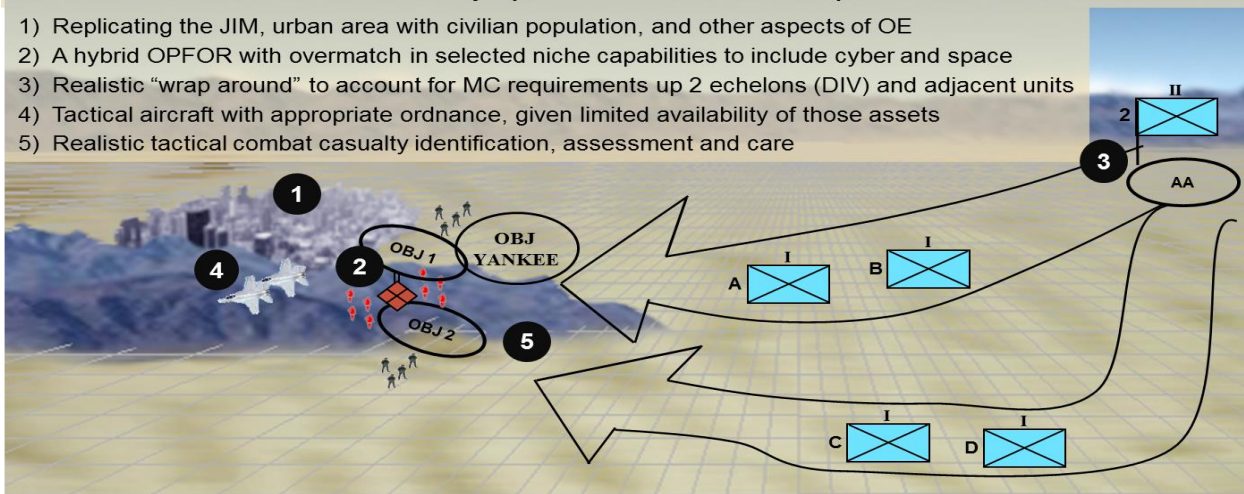 1) Replicating the JIM, urban area with civilian population, and other aspects of OE
2) A hybrid OPFOR with overmatch in selected niche capabilities to include cyber and space
3) Realistic “wrap around” to account for MC requirements up 2 echelons (DIV) and adjacent units
4) Tactical aircraft with appropriate ordnance, given limited availability of those assets
5) Realistic tactical combat casualty identification, assessment and care
II
2
3
AA
1
OBJ 1
OBJ
YANKEE
4
2
I
A
I
B
OBJ 2
5
I
C
I
D